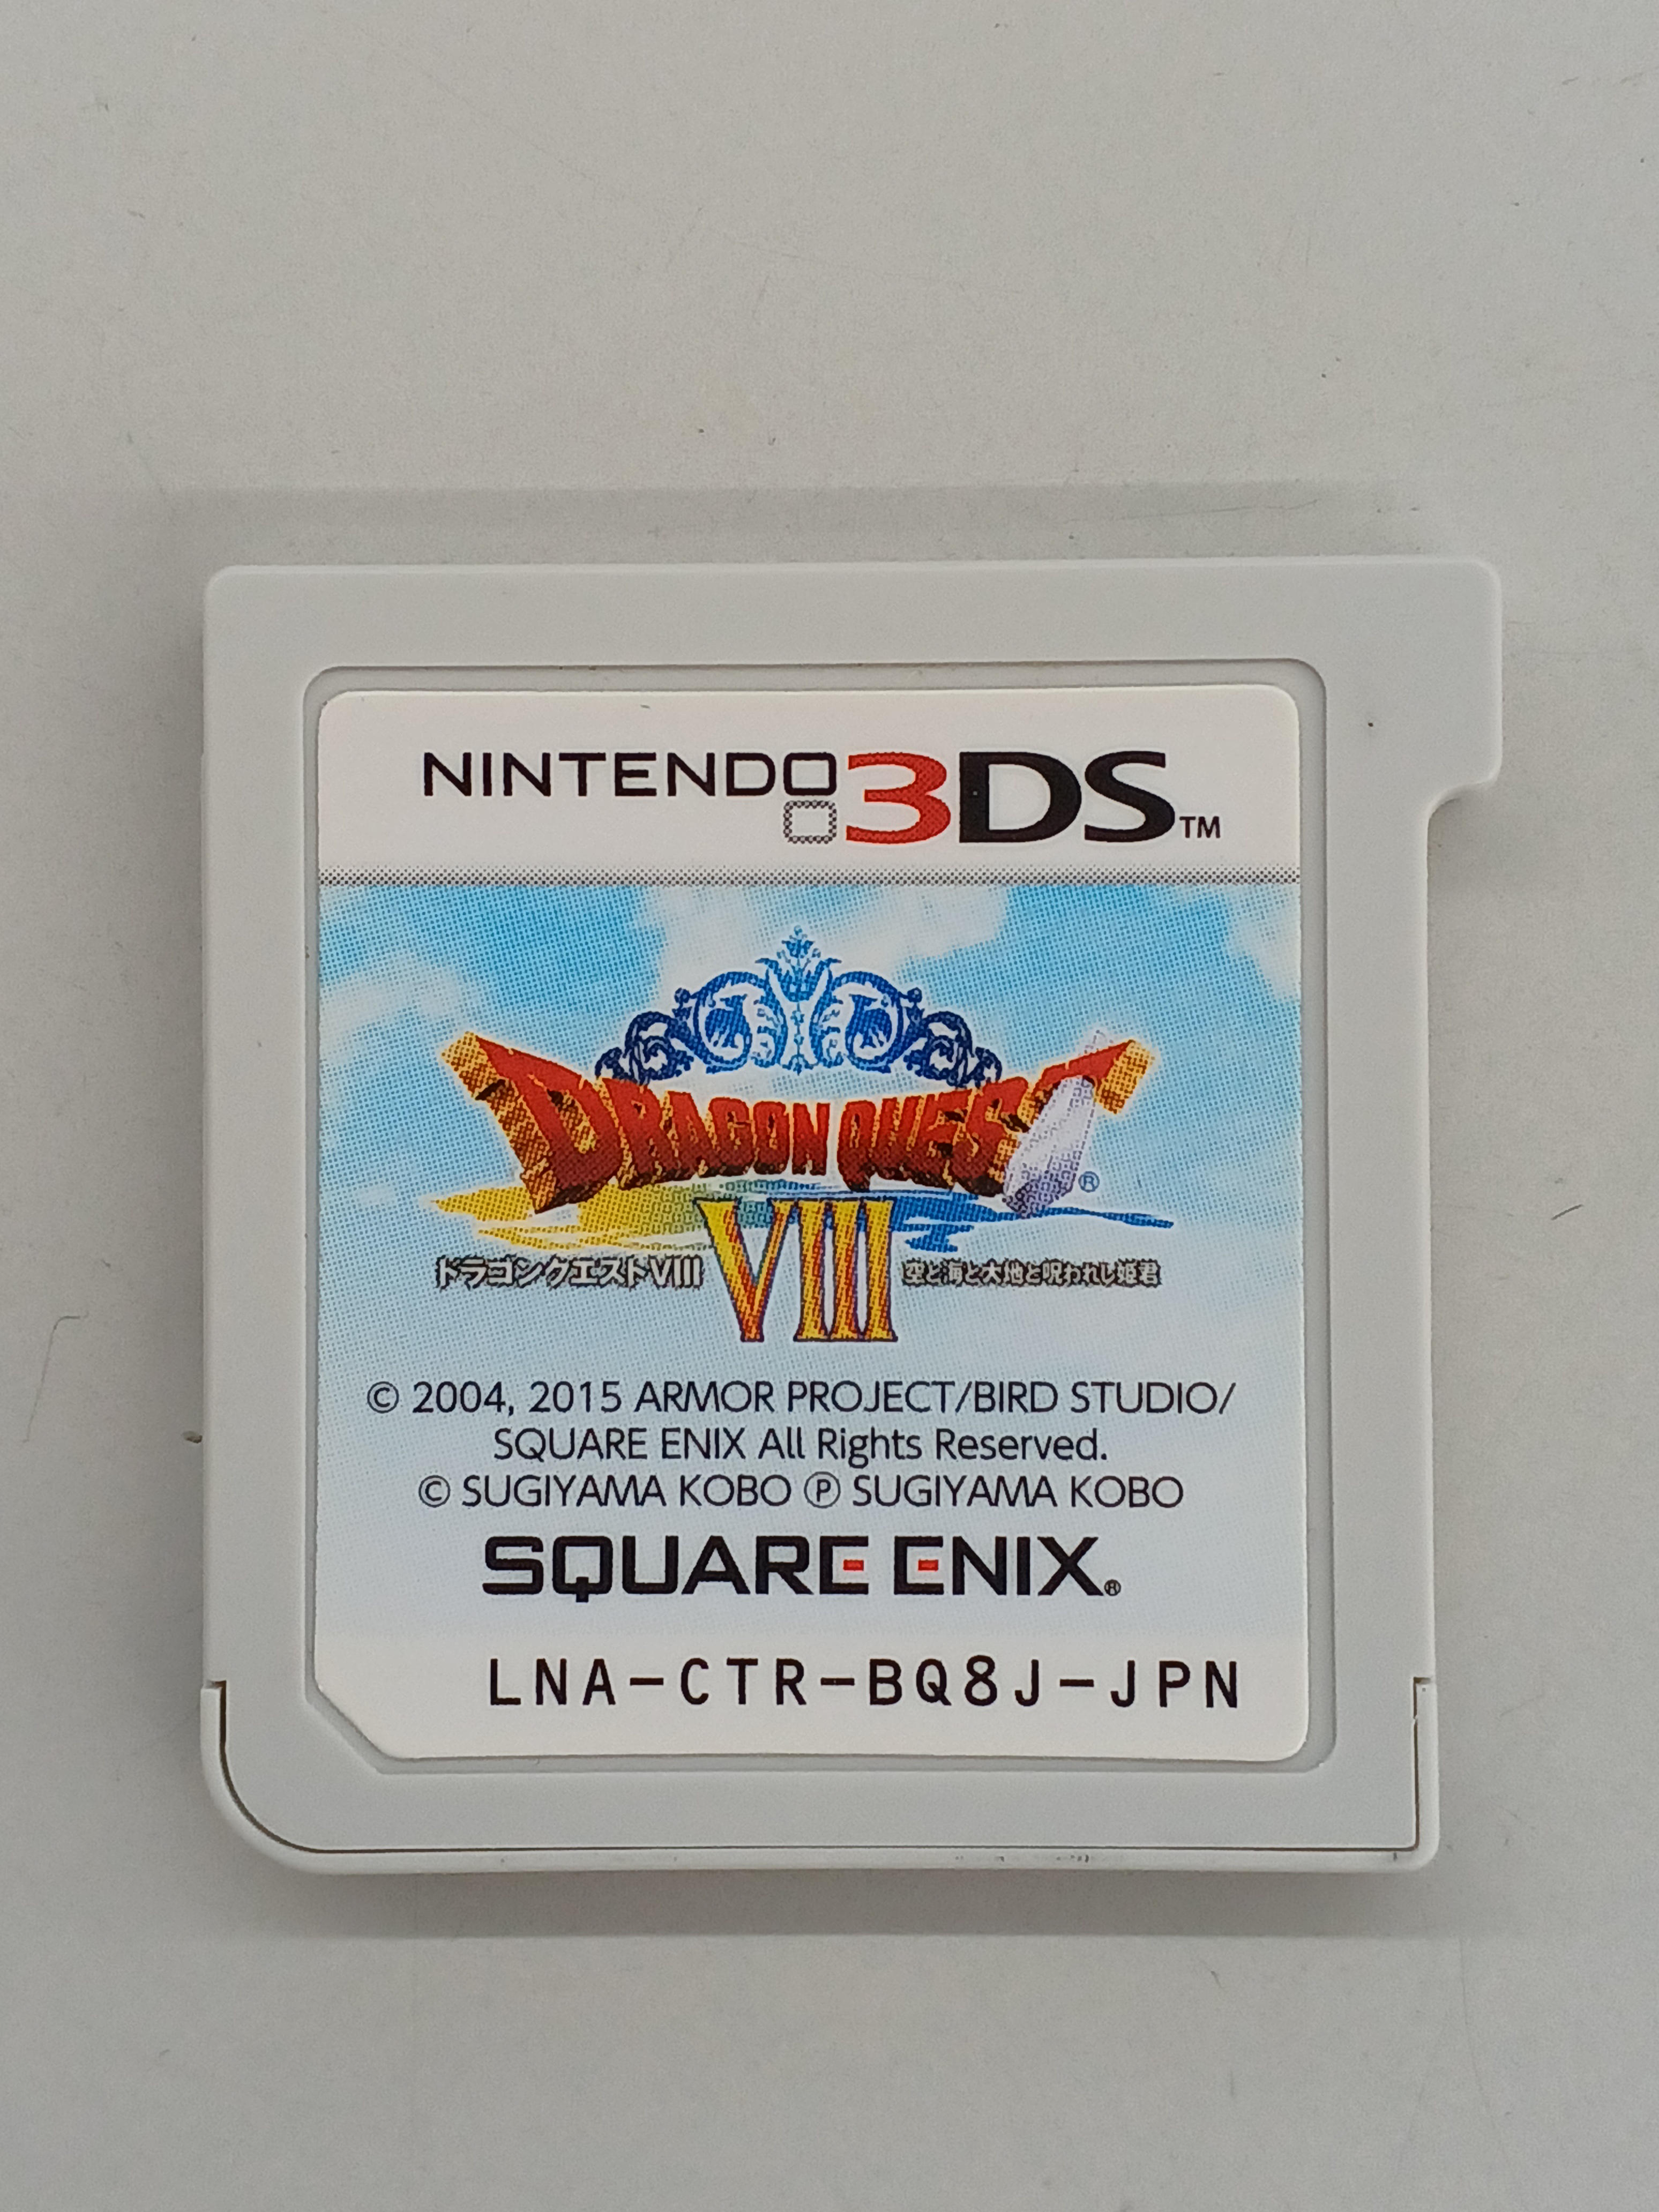 NINTENDO 3DS™
DRAGON QUEST®
VIII
ドラゴンクエストVIII 空と海と大地と呪われし姫君
© 2004, 2015 ARMOR PROJECT/BIRD STUDIO/
SQUARE ENIX All Rights Reserved.
© SUGIYAMA KOBO ℗ SUGIYAMA KOBO
SQUARE ENIX®
LNA-CTR-BQ8J-JPN